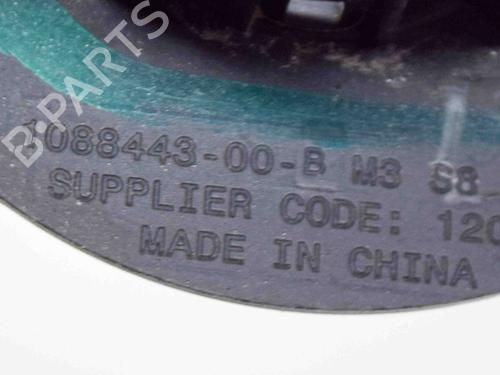 B-PARTS
1088443-00-B M3 S8
SUPPLIER CODE: 120
MADE IN CHINA